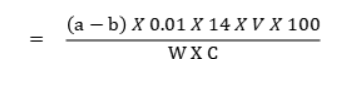 (a − b) X 0.01 X 14 X V X 100
=
W X C